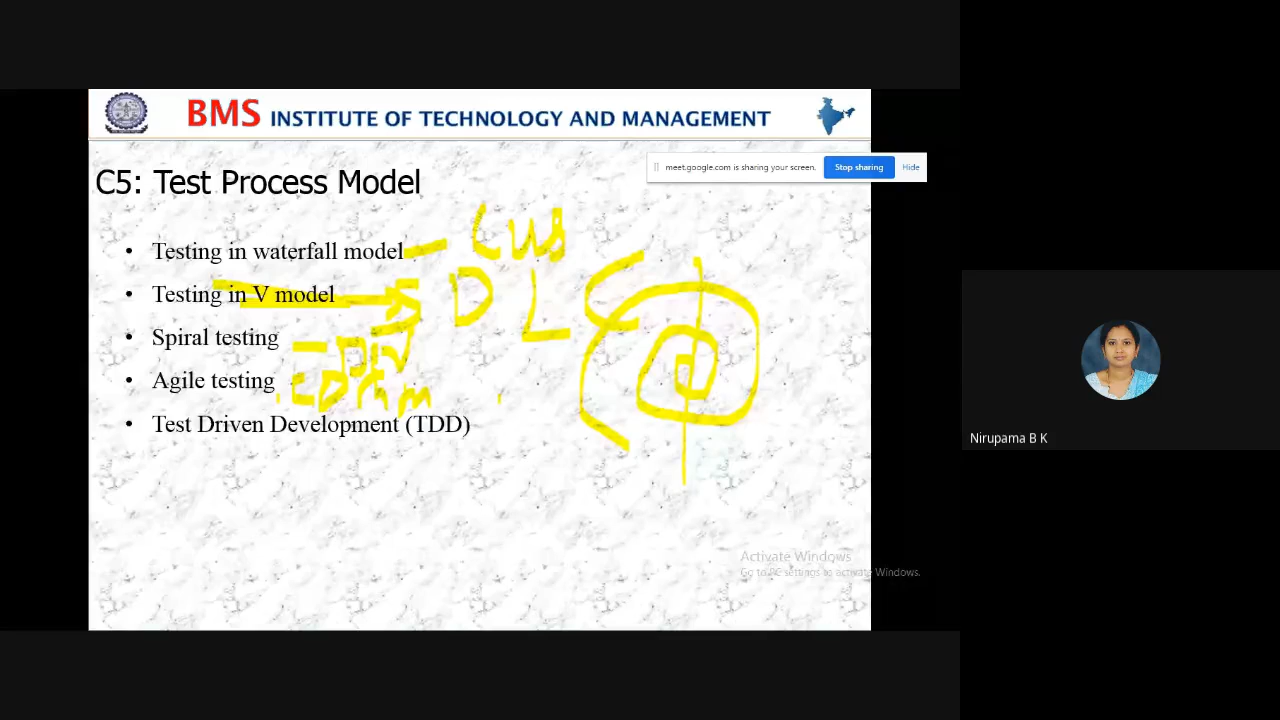 BMS INSTITUTE OF TECHNOLOGY AND MANAGEMENT
meet.google.com is sharing your screen. Stop sharing Hide
C5: Test Process Model
• Testing in waterfall model - Cus
• Testing in V model
D L
• Spiral testing
• Agile testing
comm
• Test Driven Development (TDD)
Nirupama B K
Activate Windows
Go to PC settings to activate Windows.